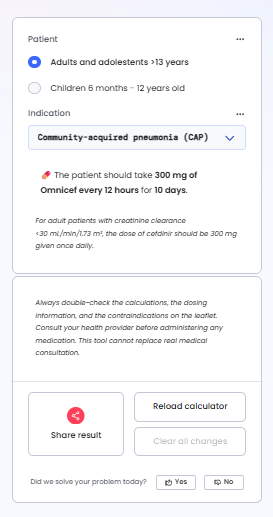 Patient
Adults and adolestents >13 years
Children 6 months - 12 years old
Indication
Community-acquired pneumonia (CAP)
The patient should take 300 mg of
Omnicef every 12 hours for 10 days.
For adult patients with creatinine clearance
<30 mL/min/1.73 m², the dose of cefdinir should be 300 mg
given once daily.
Always double-check the calculations, the dosing
information, and the contraindications on the leaflet.
Consult your health provider before administering any
medication. This tool cannot replace real medical
consultation.
Share result
Reload calculator
Clear all changes
Did we solve your problem today?
Yes
No